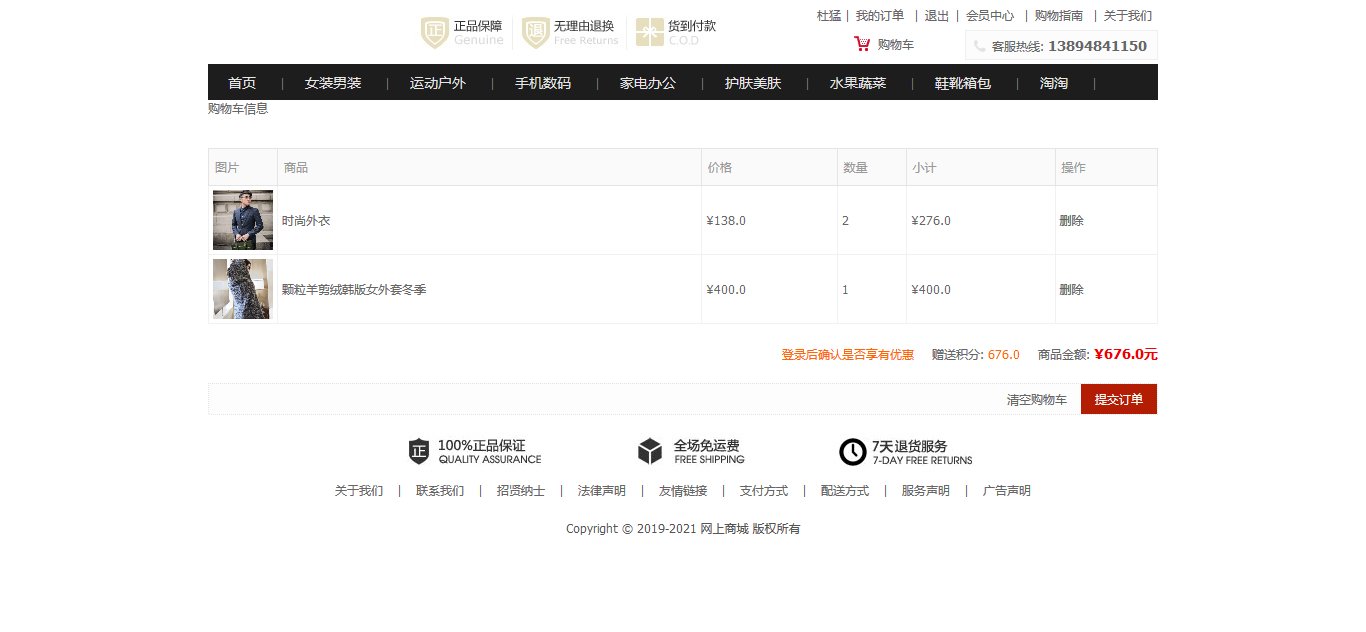 正品保障 Genuine 无理由退换 Free Returns 货到付款 C.O.D
杜猛 | 我的订单 | 退出 | 会员中心 | 购物指南 | 关于我们
购物车 客服热线: 13894841150
首页 | 女装男装 | 运动户外 | 手机数码 | 家电办公 | 护肤美肤 | 水果蔬菜 | 鞋靴箱包 | 淘淘 |
购物车信息
图片 商品 价格 数量 小计 操作
时尚外衣 ¥138.0 2 ¥276.0 删除
颗粒羊剪绒韩版女外套冬季 ¥400.0 1 ¥400.0 删除
登录后确认是否享有优惠 赠送积分: 676.0 商品金额: ¥676.0元
清空购物车 提交订单
正 100%正品保证 全场免运费 7天退货服务
QUALITY ASSURANCE FREE SHIPPING 7-DAY FREE RETURNS
关于我们 | 联系我们 | 招贤纳士 | 法律声明 | 友情链接 | 支付方式 | 配送方式 | 服务声明 | 广告声明
Copyright © 2019-2021 网上商城 版权所有